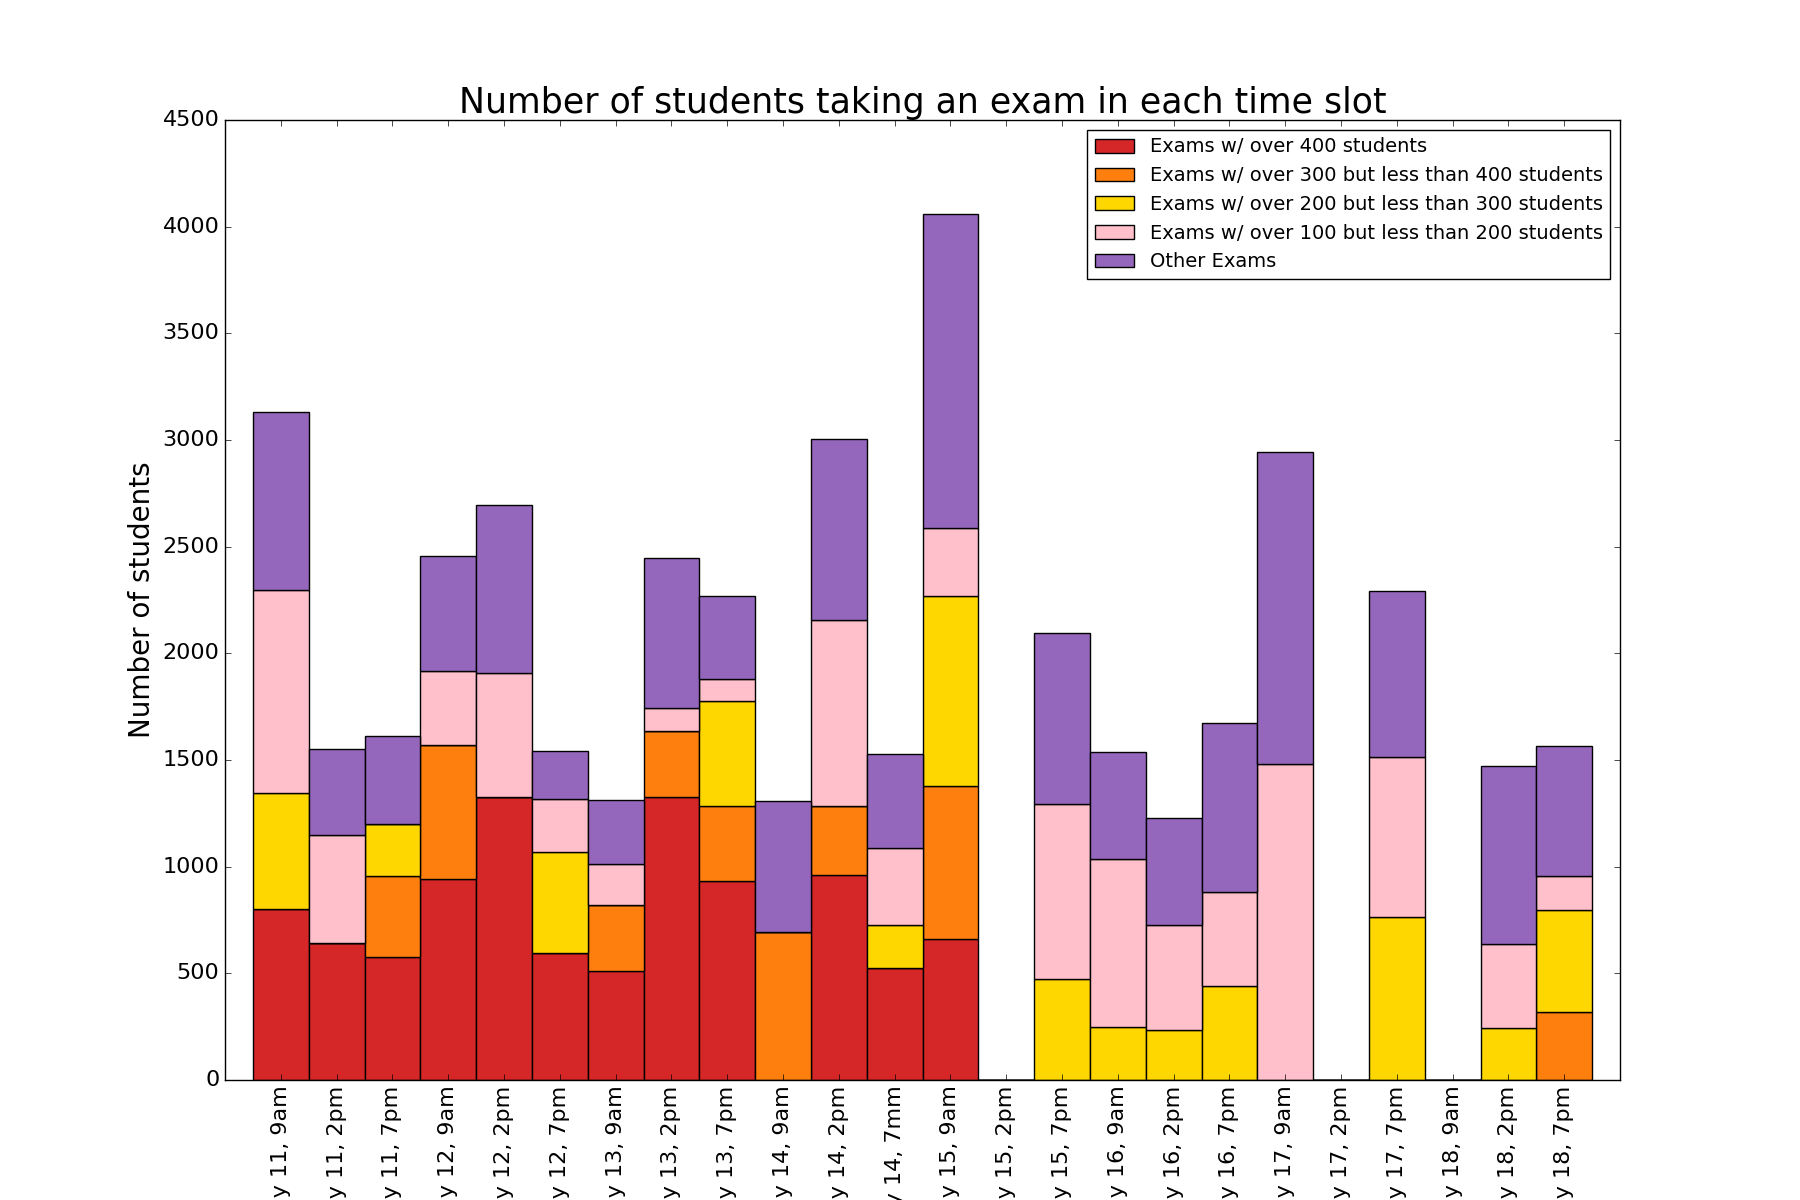 Number of students taking an exam in each time slot
Number of students
4500
4000
3500
3000
2500
2000
1500
1000
500
0
Exams w/ over 400 students
Exams w/ over 300 but less than 400 students
Exams w/ over 200 but less than 300 students
Exams w/ over 100 but less than 200 students
Other Exams
y 11, 9am
y 11, 2pm
y 11, 7pm
y 12, 9am
y 12, 2pm
y 12, 7pm
y 13, 9am
y 13, 2pm
y 13, 7pm
y 14, 9am
y 14, 2pm
y 14, 7mm
y 15, 9am
y 15, 2pm
y 15, 7pm
y 16, 9am
y 16, 2pm
y 16, 7pm
y 17, 9am
y 17, 2pm
y 17, 7pm
y 18, 9am
y 18, 2pm
y 18, 7pm